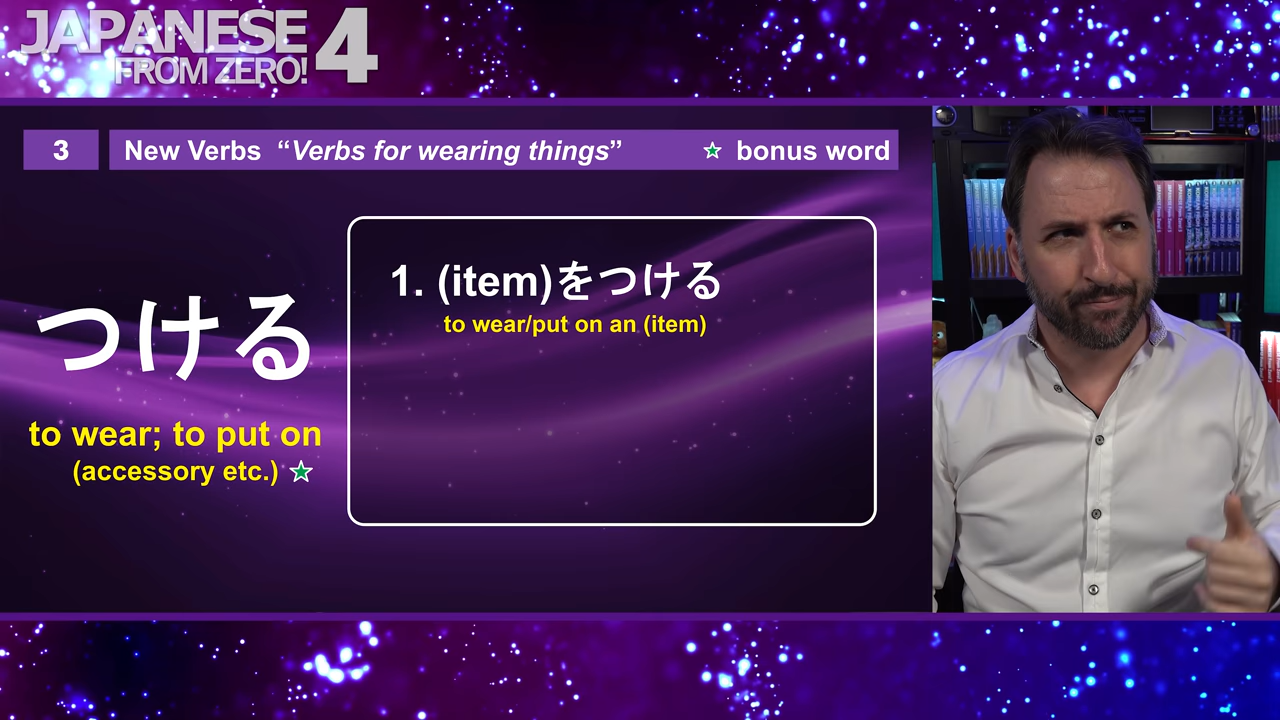 JAPANESE
FROM ZERO! 4
3
New Verbs “Verbs for wearing things”
bonus word
つける
to wear; to put on
(accessory etc.)
1. (item)をつける
to wear/put on an (item)